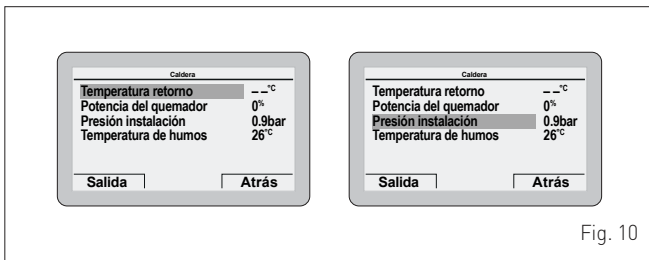 Caldera
Temperatura retorno – –°C
Potencia del quemador 0%
Presión instalación 0.9bar
Temperatura de humos 26°C
Salida Atrás
Caldera
Temperatura retorno – –°C
Potencia del quemador 0%
Presión instalación 0.9bar
Temperatura de humos 26°C
Salida Atrás
Fig. 10